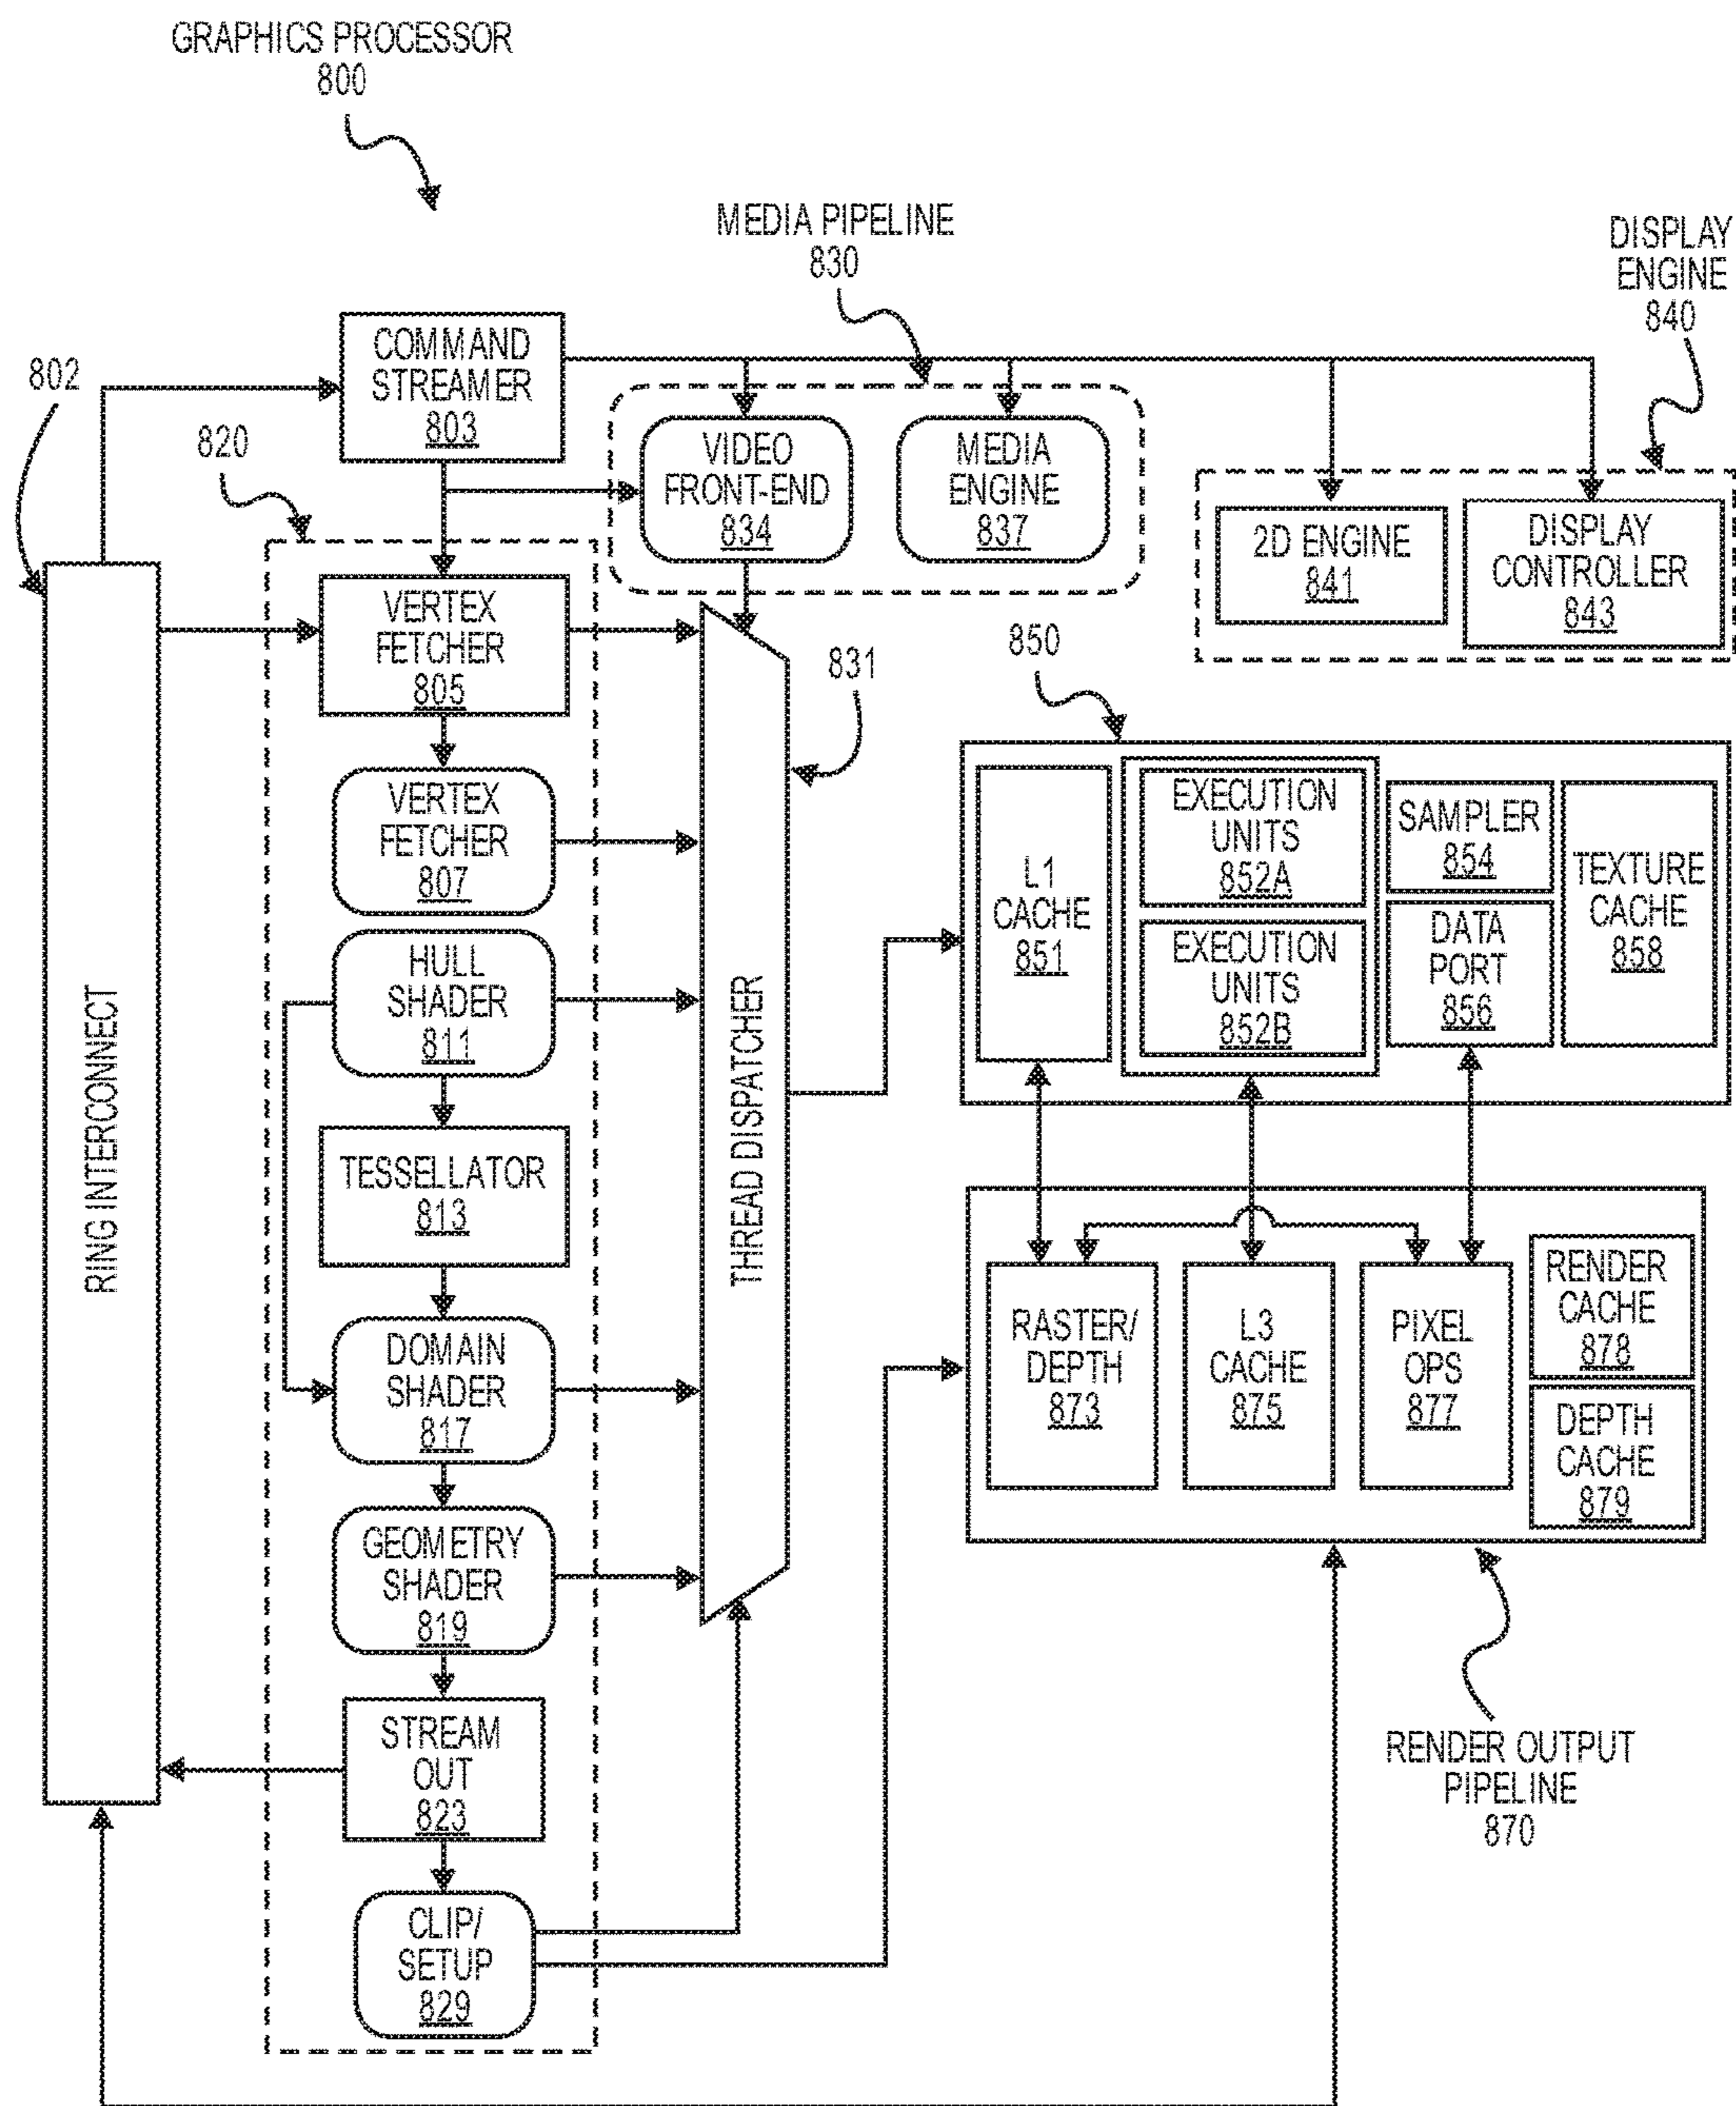 GRAPHICS PROCESSOR
800
MEDIA PIPELINE
830
DISPLAY
ENGINE
840
802
COMMAND
STREAMER
803
820
VIDEO
FRONT-END
834
MEDIA
ENGINE
837
2D ENGINE
841
DISPLAY
CONTROLLER
843
VERTEX
FETCHER
805
850
831
VERTEX
FETCHER
807
L1
CACHE
851
EXECUTION
UNITS
852A
EXECUTION
UNITS
852B
SAMPLER
854
DATA
PORT
856
TEXTURE
CACHE
858
HULL
SHADER
811
RING INTERCONNECT
THREAD DISPATCHER
TESSELLATOR
813
DOMAIN
SHADER
817
RASTER/
DEPTH
873
L3
CACHE
875
PIXEL
OPS
877
RENDER
CACHE
878
DEPTH
CACHE
879
GEOMETRY
SHADER
819
STREAM
OUT
823
RENDER OUTPUT
PIPELINE
870
CLIP/
SETUP
829